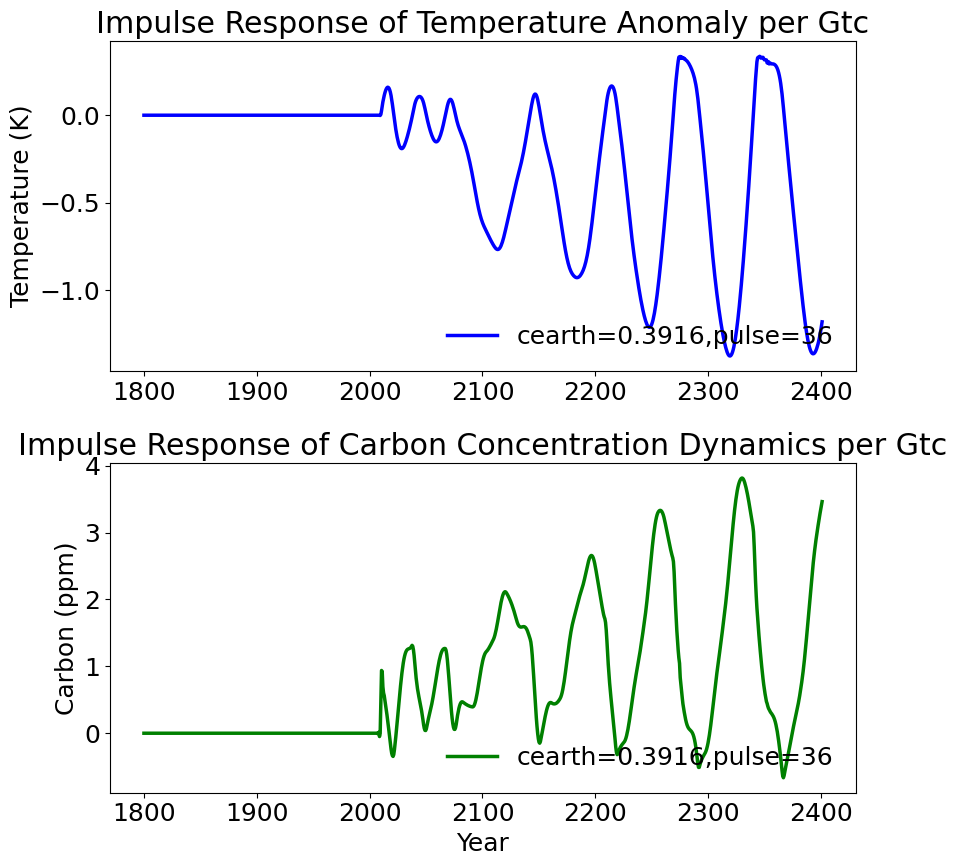 Impulse Response of Temperature Anomaly per Gtc
Temperature (K)
0.0
−0.5
−1.0
cearth=0.3916,pulse=36
1800 1900 2000 2100 2200 2300 2400
Impulse Response of Carbon Concentration Dynamics per Gtc
Carbon (ppm)
4
3
2
1
0
cearth=0.3916,pulse=36
1800 1900 2000 2100 2200 2300 2400
Year